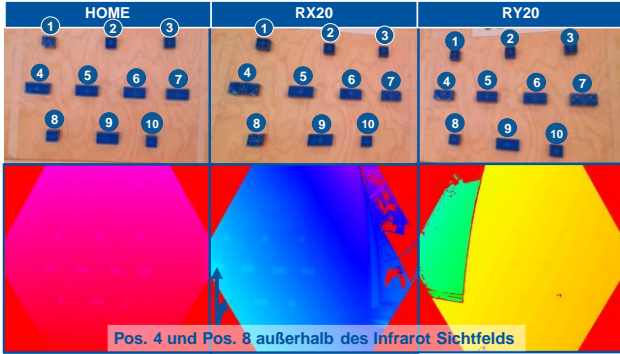 HOME RX20 RY20
1 2 3 1 2 3 1 2 3
4 5 6 7 4 5 6 7 4 5 6 7
8 9 10 8 9 10 8 9 10
Pos. 4 und Pos. 8 außerhalb des Infrarot Sichtfelds